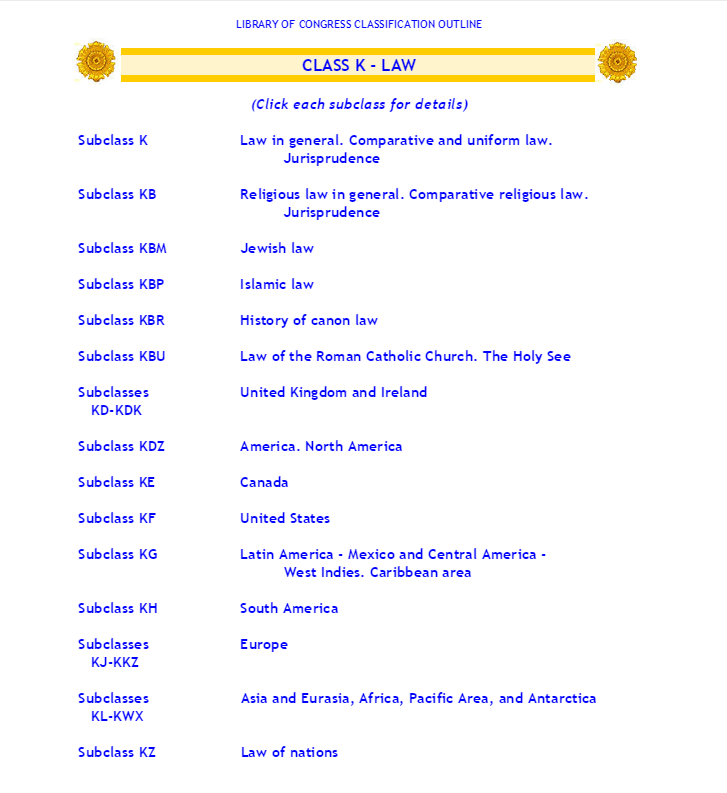 LIBRARY OF CONGRESS CLASSIFICATION OUTLINE
CLASS K - LAW
(Click each subclass for details)
Subclass K Law in general. Comparative and uniform law.
Jurisprudence
Subclass KB Religious law in general. Comparative religious law.
Jurisprudence
Subclass KBM Jewish law
Subclass KBP Islamic law
Subclass KBR History of canon law
Subclass KBU Law of the Roman Catholic Church. The Holy See
Subclasses United Kingdom and Ireland
KD-KDK
Subclass KDZ America. North America
Subclass KE Canada
Subclass KF United States
Subclass KG Latin America - Mexico and Central America -
West Indies. Caribbean area
Subclass KH South America
Subclasses Europe
KJ-KKZ
Subclasses Asia and Eurasia, Africa, Pacific Area, and Antarctica
KL-KWX
Subclass KZ Law of nations